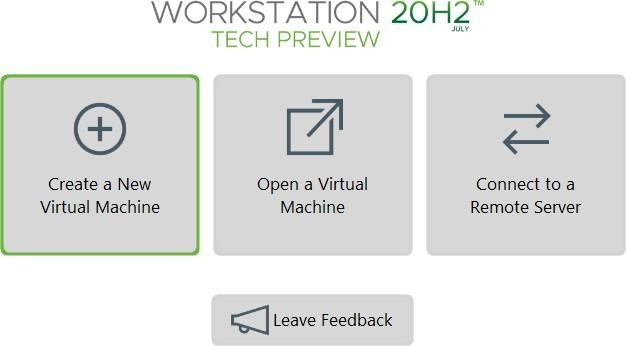 WORKSTATION 20H2™
JULY
TECH PREVIEW
Create a New
Virtual Machine
Open a Virtual
Machine
Connect to a
Remote Server
Leave Feedback